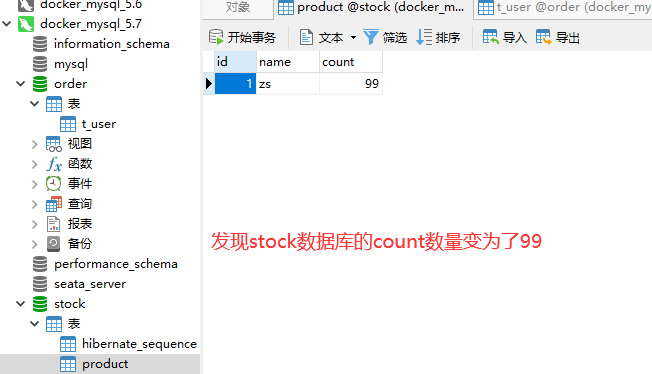 docker_mysql_5.6
docker_mysql_5.7
information_schema
mysql
order
表
t_user
视图
函数
事件
查询
报表
备份
performance_schema
seata_server
stock
表
hibernate_sequence
product
对象
product @stock (docker_m...
t_user @order (docker_my
开始事务
文本
筛选
排序
导入
导出
id name count
1 zs 99
发现stock数据库的count数量变为了99